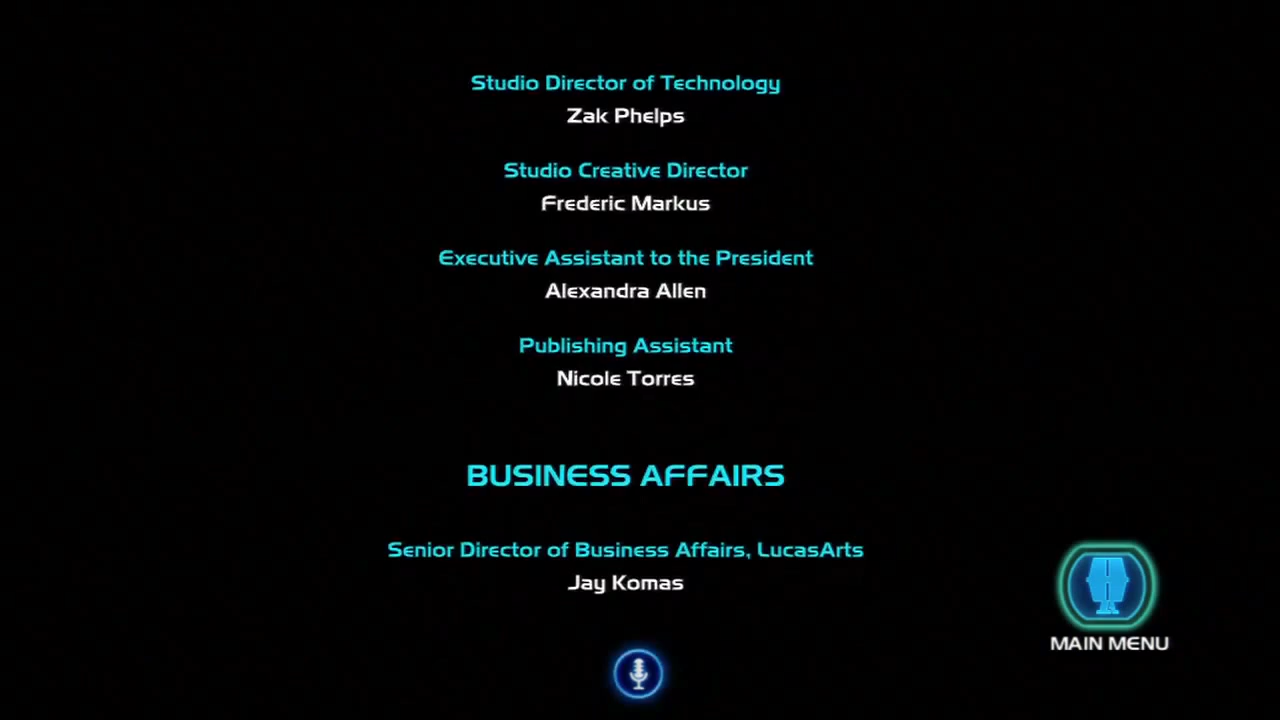 Studio Director of Technology
Zak Phelps
Studio Creative Director
Frederic Markus
Executive Assistant to the President
Alexandra Allen
Publishing Assistant
Nicole Torres
BUSINESS AFFAIRS
Senior Director of Business Affairs, LucasArts
Jay Komas
MAIN MENU